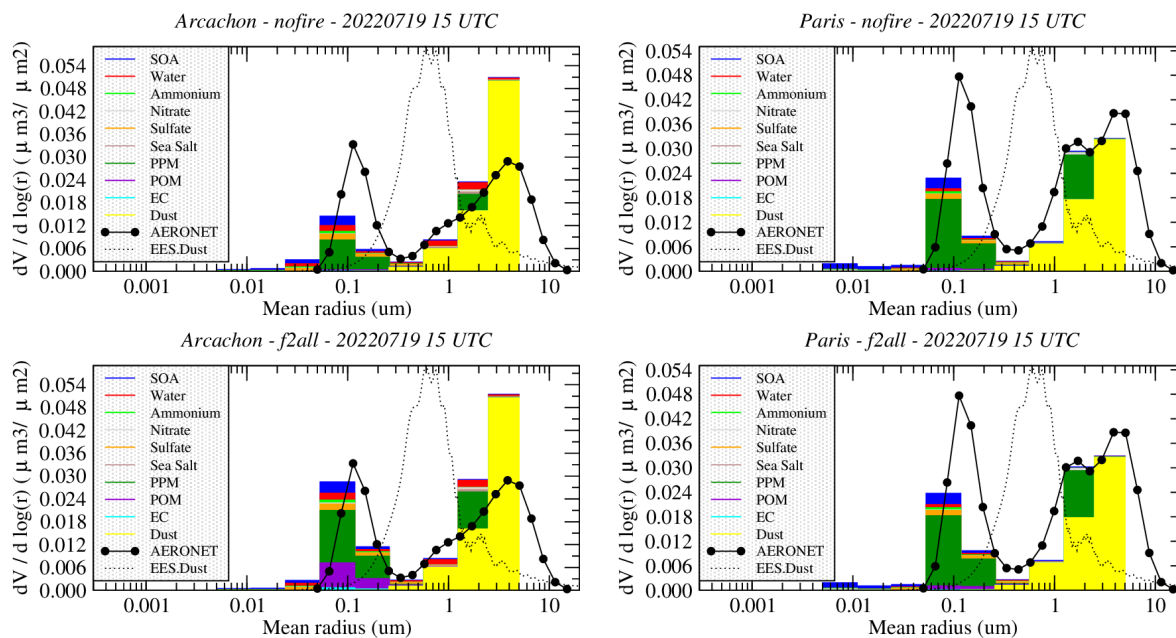 Arcachon - nofire - 20220719 15 UTC
dV / d log(r) ( μ m3/ μ m2)
0.054
0.048
0.042
0.036
0.030
0.024
0.018
0.012
0.006
0.000
SOA
Water
Ammonium
Nitrate
Sulfate
Sea Salt
PPM
POM
EC
Dust
AERONET
EES.Dust
0.001 0.01 0.1 1 10
Mean radius (um)
Paris - nofire - 20220719 15 UTC
dV / d log(r) ( μ m3/ μ m2)
0.054
0.048
0.042
0.036
0.030
0.024
0.018
0.012
0.006
0.000
SOA
Water
Ammonium
Nitrate
Sulfate
Sea Salt
PPM
POM
EC
Dust
AERONET
EES.Dust
0.001 0.01 0.1 1 10
Mean radius (um)
Arcachon - f2all - 20220719 15 UTC
dV / d log(r) ( μ m3/ μ m2)
0.054
0.048
0.042
0.036
0.030
0.024
0.018
0.012
0.006
0.000
SOA
Water
Ammonium
Nitrate
Sulfate
Sea Salt
PPM
POM
EC
Dust
AERONET
EES.Dust
0.001 0.01 0.1 1 10
Mean radius (um)
Paris - f2all - 20220719 15 UTC
dV / d log(r) ( μ m3/ μ m2)
0.054
0.048
0.042
0.036
0.030
0.024
0.018
0.012
0.006
0.000
SOA
Water
Ammonium
Nitrate
Sulfate
Sea Salt
PPM
POM
EC
Dust
AERONET
EES.Dust
0.001 0.01 0.1 1 10
Mean radius (um)